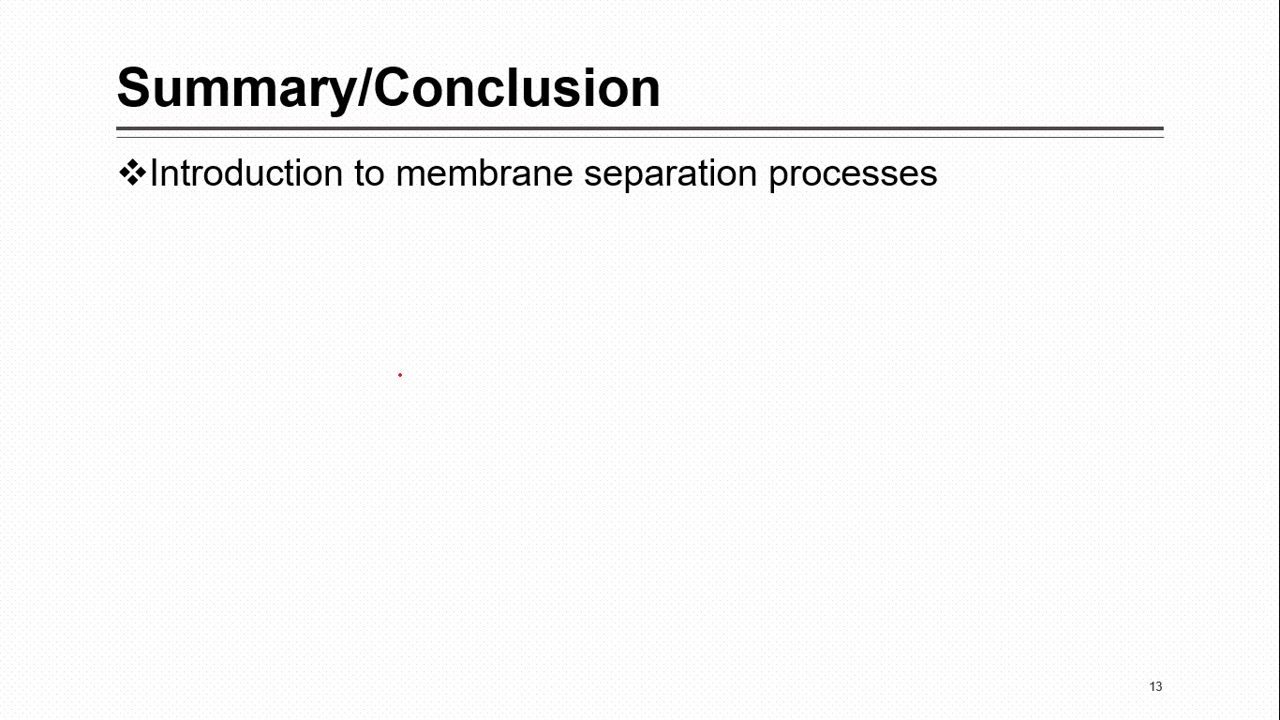 Summary/Conclusion
❖Introduction to membrane separation processes
13